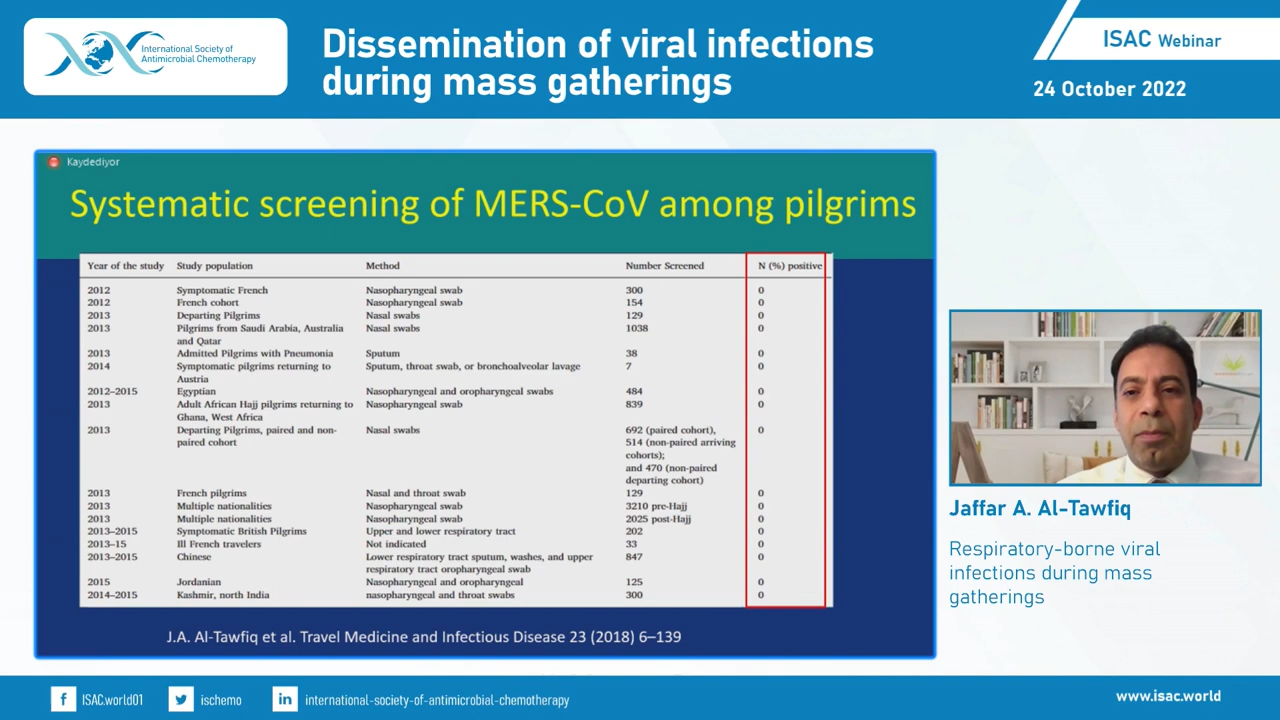 International Society of
Antimicrobial Chemotherapy
Dissemination of viral infections
during mass gatherings
ISAC Webinar
24 October 2022
Kaydediyor
Systematic screening of MERS-CoV among pilgrims
Year of the study Study population Method Number Screened N (%) positive
2012 Symptomatic French Nasopharyngeal swab 300 0
2012 French cohort Nasopharyngeal swab 154 0
2013 Departing Pilgrims Nasal swabs 129 0
2013 Pilgrims from Saudi Arabia, Australia Nasal swabs 1038 0
and Qatar
2013 Admitted Pilgrims with Pneumonia Sputum 38 0
2014 Symptomatic pilgrims returning to Sputum, throat swab, or bronchoalveolar lavage 7 0
Austria
2012–2015 Egyptian Nasopharyngeal and oropharyngeal swabs 484 0
2013 Adult African Hajj pilgrims returning to Nasopharyngeal swab 839 0
Ghana, West Africa
2013 Departing Pilgrims, paired and non- Nasal swabs 692 (paired cohort), 0
paired cohort 514 (non-paired arriving
cohorts);
and 470 (non-paired
departing cohort)
2013 French pilgrims Nasal and throat swab 129 0
2013 Multiple nationalities Nasopharyngeal swab 3210 pre-Hajj 0
2013 Multiple nationalities Nasopharyngeal swab 2025 post-Hajj 0
2013–2015 Symptomatic British Pilgrims Upper and lower respiratory tract 202 0
2013–15 Ill French travelers Not indicated 33 0
2013–2015 Chinese Lower respiratory tract sputum, washes, and upper 847 0
respiratory tract oropharyngeal swab
2015 Jordanian Nasopharyngeal and oropharyngeal 125 0
2014–2015 Kashmir, north India nasopharyngeal and throat swabs 300 0
J.A. Al-Tawfiq et al. Travel Medicine and Infectious Disease 23 (2018) 6–139
Jaffar A. Al-Tawfiq
Respiratory-borne viral
infections during mass
gatherings
f ISAC.world01 ischemo in international-society-of-antimicrobial-chemotherapy
www.isac.world